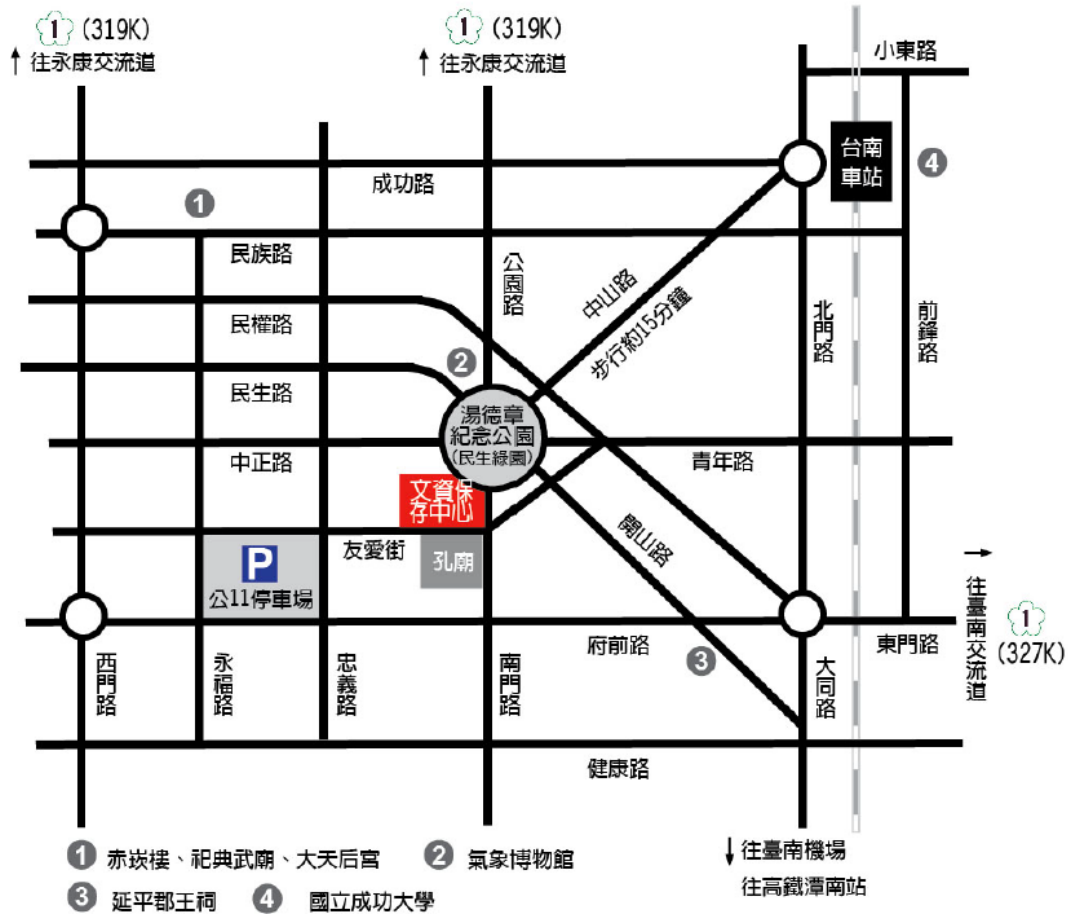 1 (319K)
往永康交流道
1 (319K)
往永康交流道
小東路
台南
車站
4
成功路
1
民族路
公園路
中山路
步行約15分鐘
北門路
前鋒路
民權路
2
民生路
湯德章
紀念公園
(民生綠園)
中正路
青年路
文資保
存中心
友愛街
孔廟
開山路
P
公11停車場
往臺南交流道
1
(327K)
府前路
3
東門路
西門路
永福路
忠義路
南門路
大同路
健康路
1 赤崁樓、祀典武廟、大天后宮
2 氣象博物館
往臺南機場
往高鐵潭南站
3 延平郡王祠
4 國立成功大學